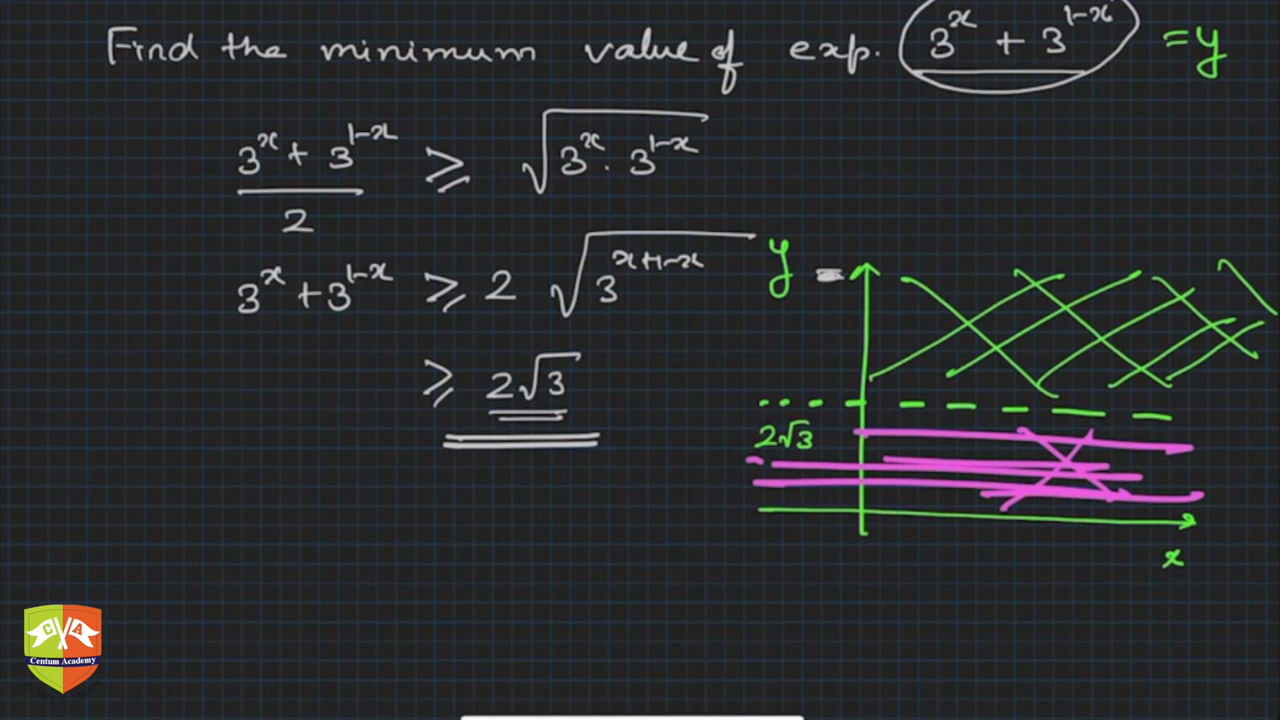 Find the minimum value of exp. 3^x + 3^(1-x) = y
(3^x + 3^(1-x))/2 ⩾ √(3^x · 3^(1-x))
3^x + 3^(1-x) ⩾ 2 √(3^(x+1-x))
⩾ 2√3
y =
2√3
x
C A
Centum Academy